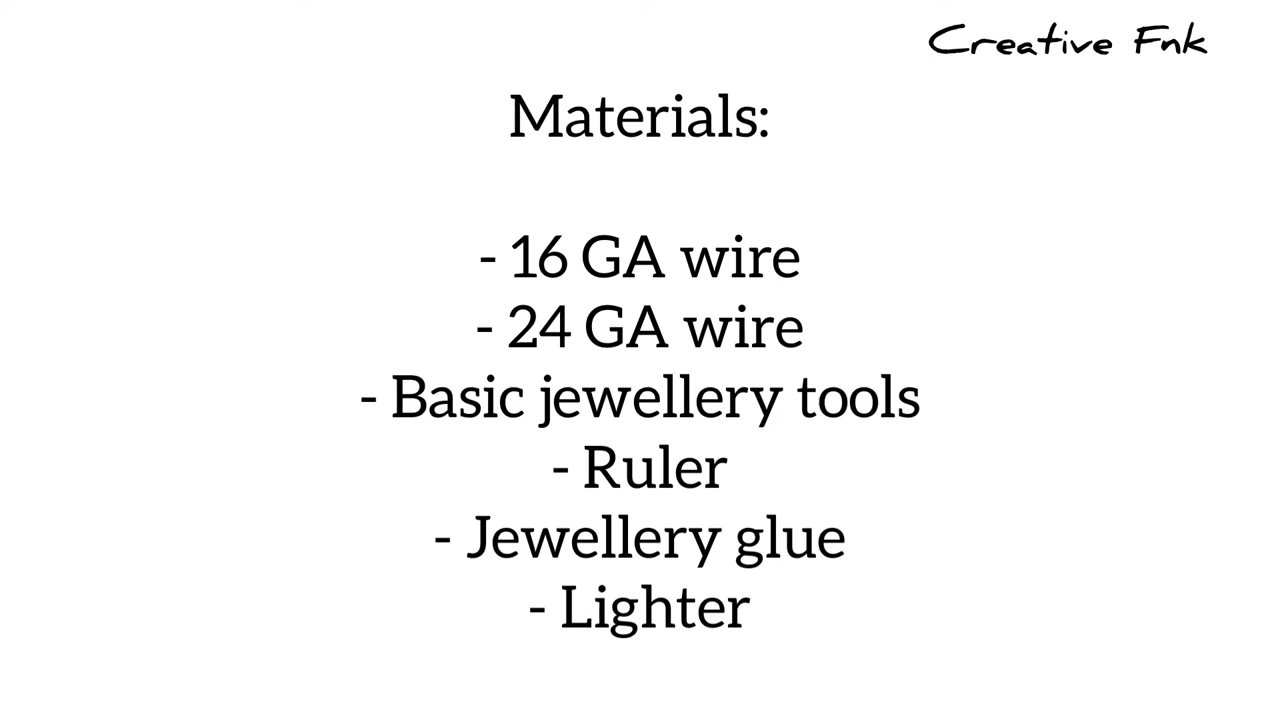 Creative Fnk
Materials:
- 16 GA wire
- 24 GA wire
- Basic jewellery tools
- Ruler
- Jewellery glue
- Lighter